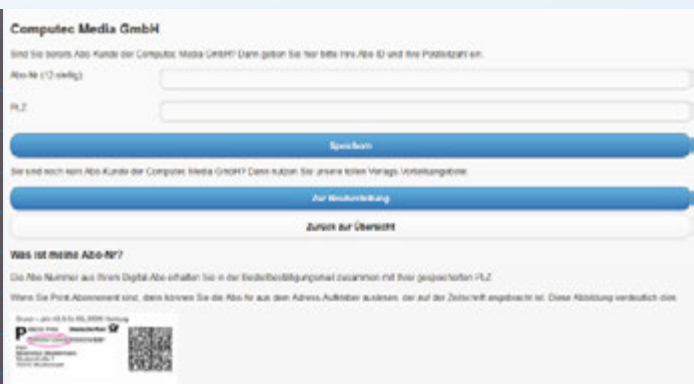 Computec Media GmbH
Sind Sie bereits Abo-Kunde der Computec Media GmbH? Dann geben Sie hier bitte Ihre Abo-ID und Ihre Postleitzahl ein.
Abo-Nr (12-stellig)
PLZ
Speichern
Sie sind noch kein Abo-Kunde der Computec Media GmbH? Dann nutzen Sie unsere tollen Verlags-Vorteilsangebote.
Zur Neubestellung
Zurück zur Übersicht
Was ist meine Abo-Nr?
Die Abo-Nummer aus Ihrem Digital-Abo erhalten Sie in der Bestellbestätigungsmail zusammen mit Ihrer gespeicherten PLZ.
Wenn Sie Print-Abonnement sind, dann können Sie die Abo-Nr aus dem Adress-Aufkleber auslesen, der auf der Zeitschrift angebracht ist. Diese Abbildung verdeutlich dies
Deutsche Post